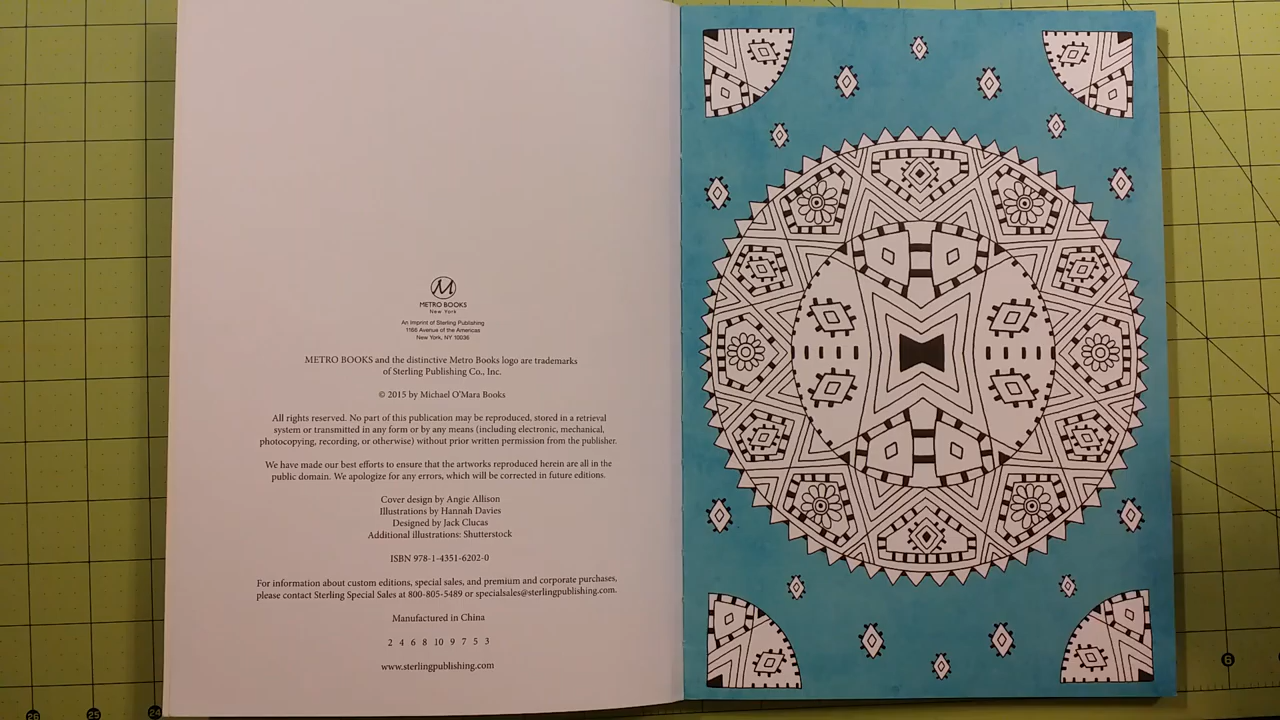 M
METRO BOOKS
New York
An Imprint of Sterling Publishing
1166 Avenue of the Americas
New York, NY 10036
METRO BOOKS and the distinctive Metro Books logo are trademarks
of Sterling Publishing Co., Inc.
© 2015 by Michael O'Mara Books
All rights reserved. No part of this publication may be reproduced, stored in a retrieval
system or transmitted in any form or by any means (including electronic, mechanical,
photocopying, recording, or otherwise) without prior written permission from the publisher.
We have made our best efforts to ensure that the artworks reproduced herein are all in the
public domain. We apologize for any errors, which will be corrected in future editions.
Cover design by Angie Allison
Illustrations by Hannah Davies
Designed by Jack Clucas
Additional illustrations: Shutterstock
ISBN 978-1-4351-6202-0
For information about custom editions, special sales, and premium and corporate purchases,
please contact Sterling Special Sales at 800-805-5489 or specialsales@sterlingpublishing.com.
Manufactured in China
2 4 6 8 10 9 7 5 3
www.sterlingpublishing.com
6
26 25 24